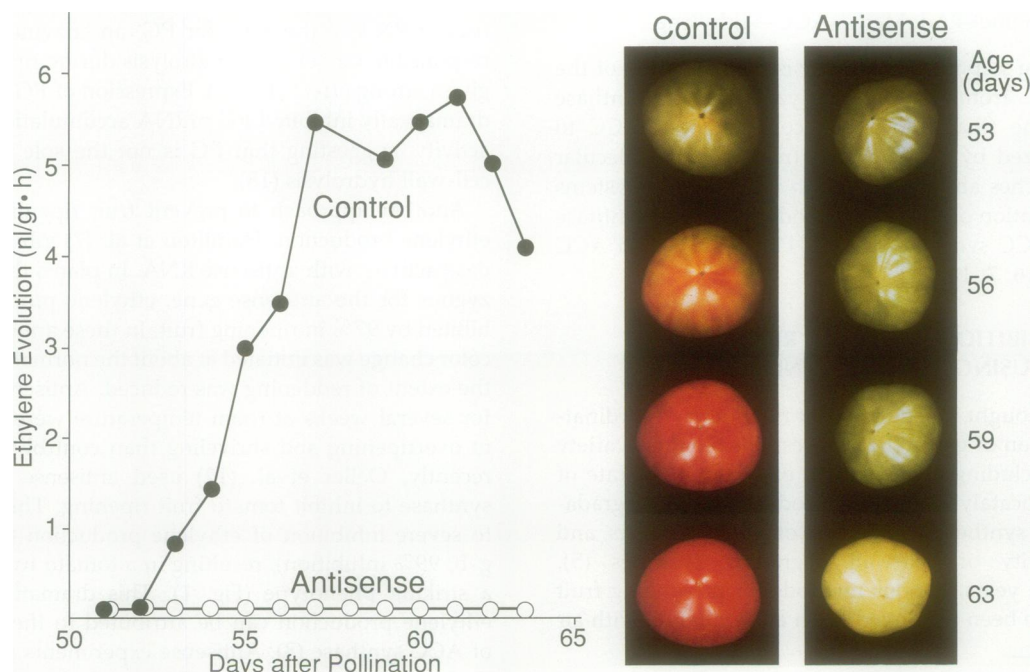 6
5
4
3
2
1
Ethylene Evolution (nl/gr• h)
Control
Antisense
50
55
60
65
Days after Pollination
Control
Antisense
Age
(days)
53
56
59
63